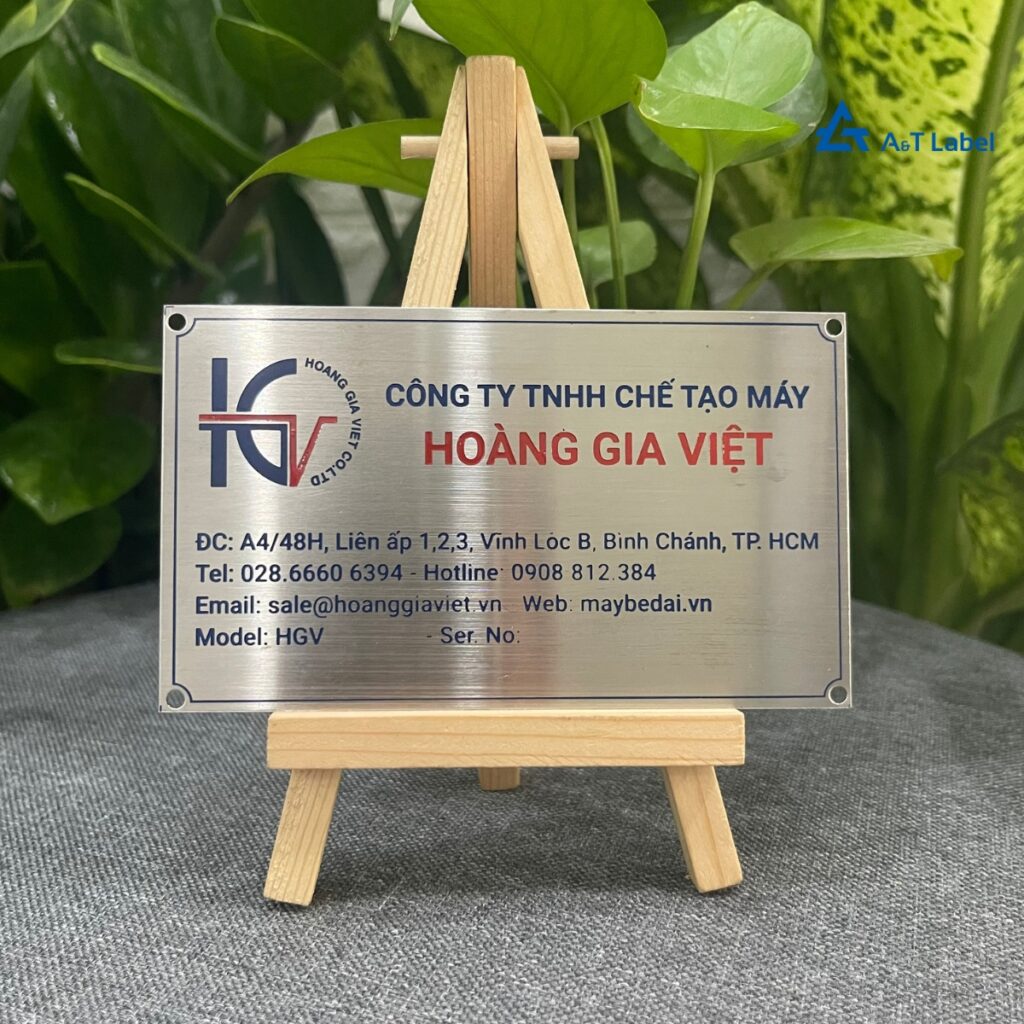 A&T Label
HOANG GIA VIET CO.LTD
CÔNG TY TNHH CHẾ TẠO MÁY
HOÀNG GIA VIỆT
ĐC: A4/48H, Liên ấp 1,2,3, Vĩnh Lóc B, Bình Chánh, TP. HCM
Tel: 028.6660 6394 - Hotline: 0908 812.384
Email: sale@hoanggiaviet.vn Web: maybedai.vn
Model: HGV - Ser. No: